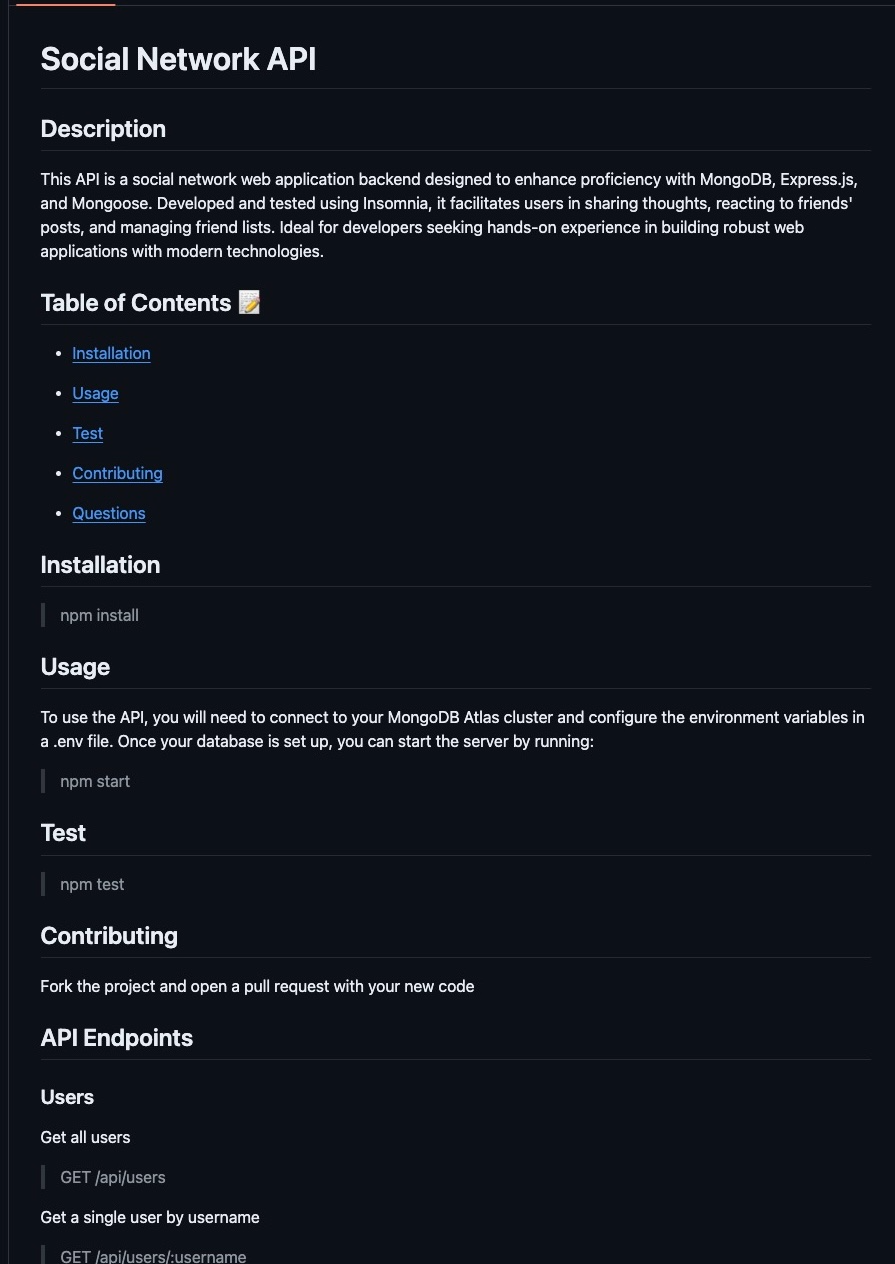 Social Network API
Description
This API is a social network web application backend designed to enhance proficiency with MongoDB, Express.js,
and Mongoose. Developed and tested using Insomnia, it facilitates users in sharing thoughts, reacting to friends'
posts, and managing friend lists. Ideal for developers seeking hands-on experience in building robust web
applications with modern technologies.
Table of Contents 📝
• Installation
• Usage
• Test
• Contributing
• Questions
Installation
npm install
Usage
To use the API, you will need to connect to your MongoDB Atlas cluster and configure the environment variables in
a .env file. Once your database is set up, you can start the server by running:
npm start
Test
npm test
Contributing
Fork the project and open a pull request with your new code
API Endpoints
Users
Get all users
GET /api/users
Get a single user by username
GET /api/users/:username